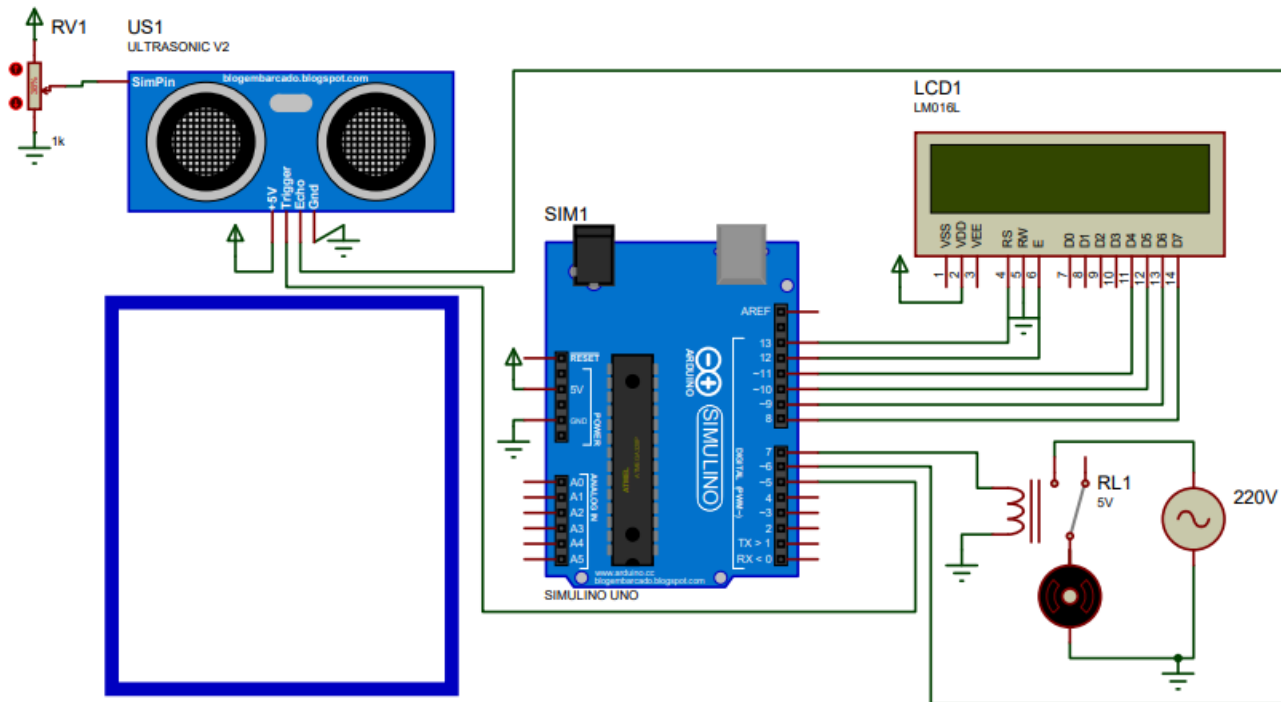 RV1
1k
30%
US1
ULTRASONIC V2
SimPin
blogembarcado.blogspot.com
+5V
Trigger
Echo
Gnd
LCD1
LM016L
VSS
VDD
VEE
RS
RW
E
D0
D1
D2
D3
D4
D5
D6
D7
1
2
3
4
5
6
7
8
9
10
11
12
13
14
SIM1
AREF
RESET
5V
GND
POWER
A0
A1
A2
A3
A4
A5
ANALOG IN
ATMEL
ARDUINO
SIMULINO
13
12
~11
~10
~9
8
7
~6
~5
4
~3
2
TX > 1
RX < 0
DIGITAL (PWM~)
www.arduino.cc
blogembarcado.blogspot.com
SIMULINO UNO
RL1
5V
220V